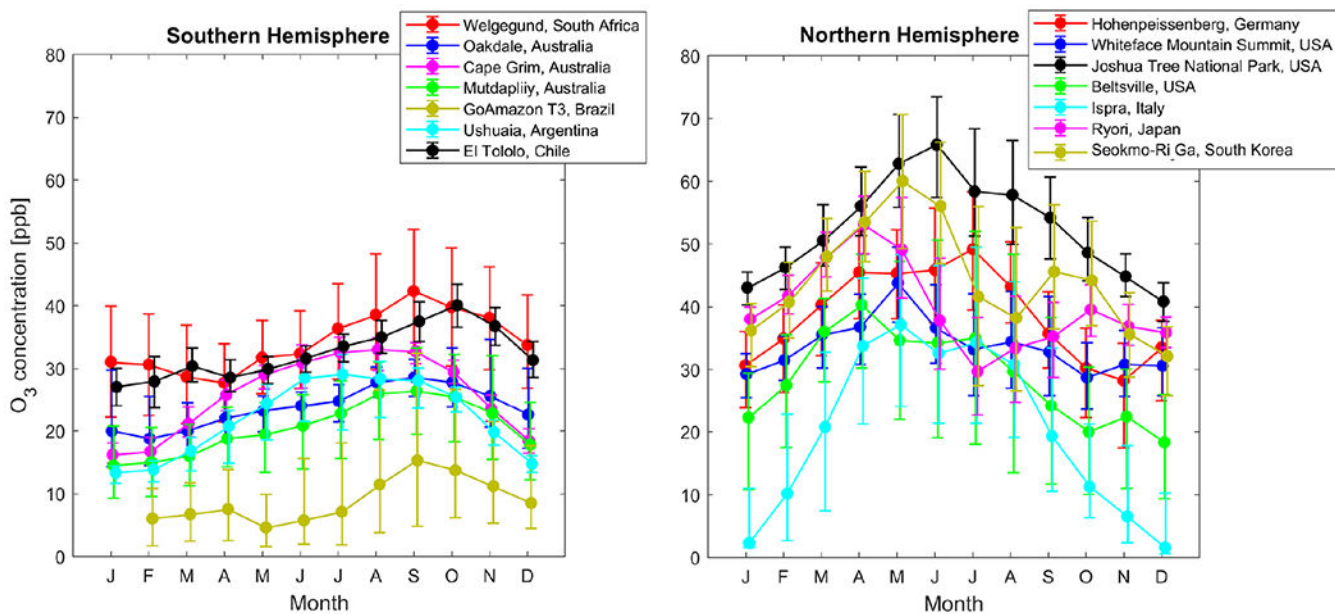 Southern Hemisphere
Welgegund, South Africa
Oakdale, Australia
Cape Grim, Australia
Mutdapliiy, Australia
GoAmazon T3, Brazil
Ushuaia, Argentina
El Tololo, Chile
O3 concentration [ppb]
80
70
60
50
40
30
20
10
0
J F M A M J J A S O N D
Month
Northern Hemisphere
Hohenpeissenberg, Germany
Whiteface Mountain Summit, USA
Joshua Tree National Park, USA
Beltsville, USA
Ispra, Italy
Ryori, Japan
Seokmo-Ri Ga, South Korea
80
70
60
50
40
30
20
10
0
J F M A M J J A S O N D
Month